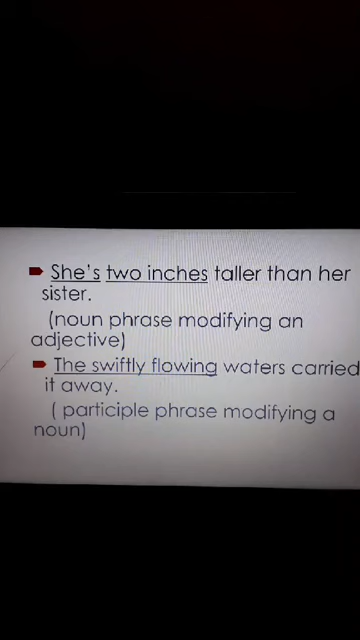 She's two inches taller than her
sister.
(noun phrase modifying an
adjective)
The swiftly flowing waters carried
it away.
( participle phrase modifying a
noun)